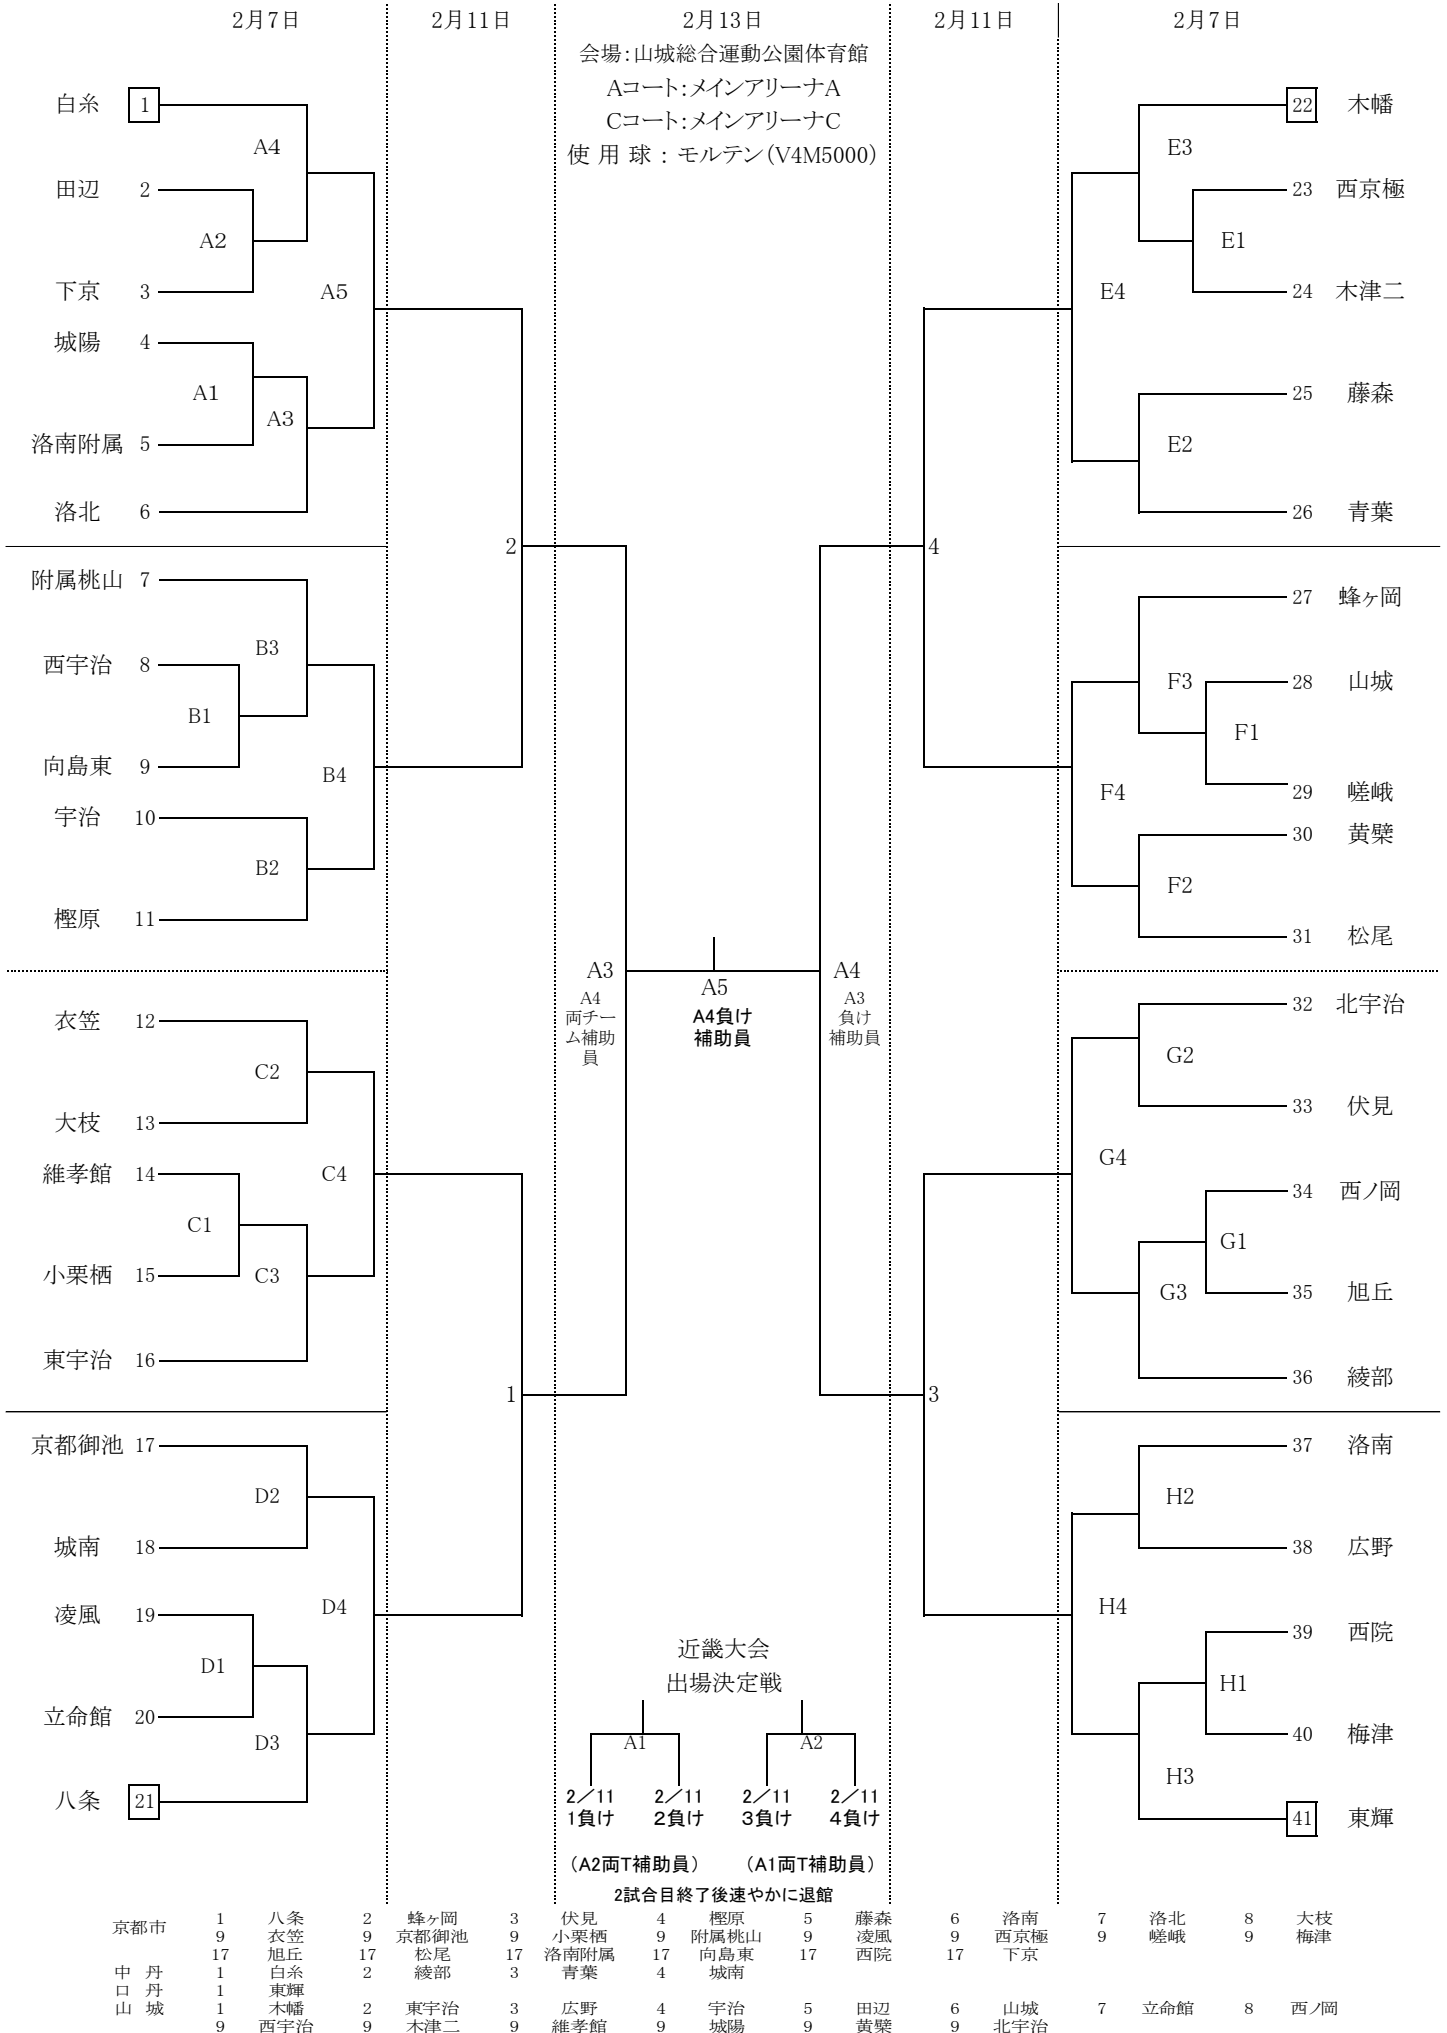 2月7日 2月11日 2月13日 2月11日 2月7日
会場：山城総合運動公園体育館
Aコート：メインアリーナA
Cコート：メインアリーナC
使 用 球 ： モルテン（V4M5000）
白糸 1
A4
田辺 2
A2
下京 3
A5
城陽 4
A1
A3
洛南附属 5
洛北 6
2
附属桃山 7
B3
西宇治 8
B1
向島東 9
B4
宇治 10
B2
樫原 11
衣笠 12
C2
大枝 13
維孝館 14
C4
C1
小栗栖 15
C3
東宇治 16
1
京都御池 17
D2
城南 18
凌風 19
D4
D1
立命館 20
D3
八条 21
A3
A4
両チー
ム補助
員
A5
A4負け
補助員
A4
A3
負け
補助員
22 木幡
E3
23 西京極
E1
24 木津二
E4
25 藤森
E2
26 青葉
4
27 蜂ヶ岡
F3
28 山城
F1
29 嵯峨
F4
30 黄檗
F2
31 松尾
32 北宇治
G2
33 伏見
G4
34 西ノ岡
G1
35 旭丘
G3
36 綾部
3
37 洛南
H2
38 広野
H4
39 西院
H1
40 梅津
H3
41 東輝
近畿大会
出場決定戦
A1 A2
2／11 2／11 2／11 2／11
1負け 2負け 3負け 4負け
（A2両T補助員） （A1両T補助員）
2試合目終了後速やかに退館
京都市 1 八条 2 蜂ヶ岡 3 伏見 4 樫原 5 藤森 6 洛南 7 洛北 8 大枝
9 衣笠 9 京都御池 9 小栗栖 9 附属桃山 9 凌風 9 西京極 9 嵯峨 9 梅津
17 旭丘 17 松尾 17 洛南附属 17 向島東 17 西院 17 下京
中 丹 1 白糸 2 綾部 3 青葉 4 城南
口 丹 1 東輝
山 城 1 木幡 2 東宇治 3 広野 4 宇治 5 田辺 6 山城 7 立命館 8 西ノ岡
9 西宇治 9 木津二 9 維孝館 9 城陽 9 黄檗 9 北宇治